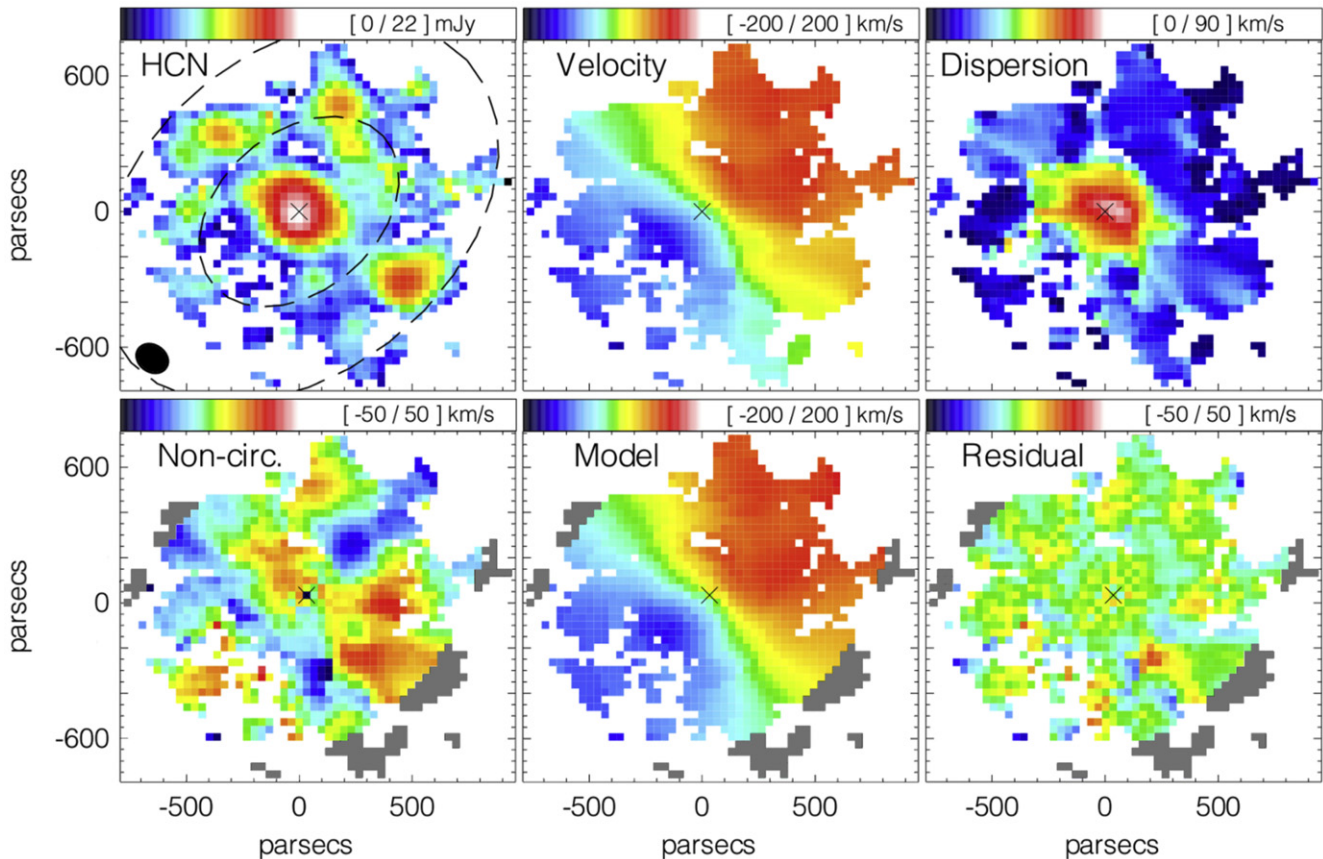 [ 0 / 22 ] mJy
[ -200 / 200 ] km/s
[ 0 / 90 ] km/s
HCN
Velocity
Dispersion
600
0
-600
parsecs
[ -50 / 50 ] km/s
[ -200 / 200 ] km/s
[ -50 / 50 ] km/s
Non-circ.
Model
Residual
600
0
-600
parsecs
-500 0 500
-500 0 500
-500 0 500
parsecs
parsecs
parsecs